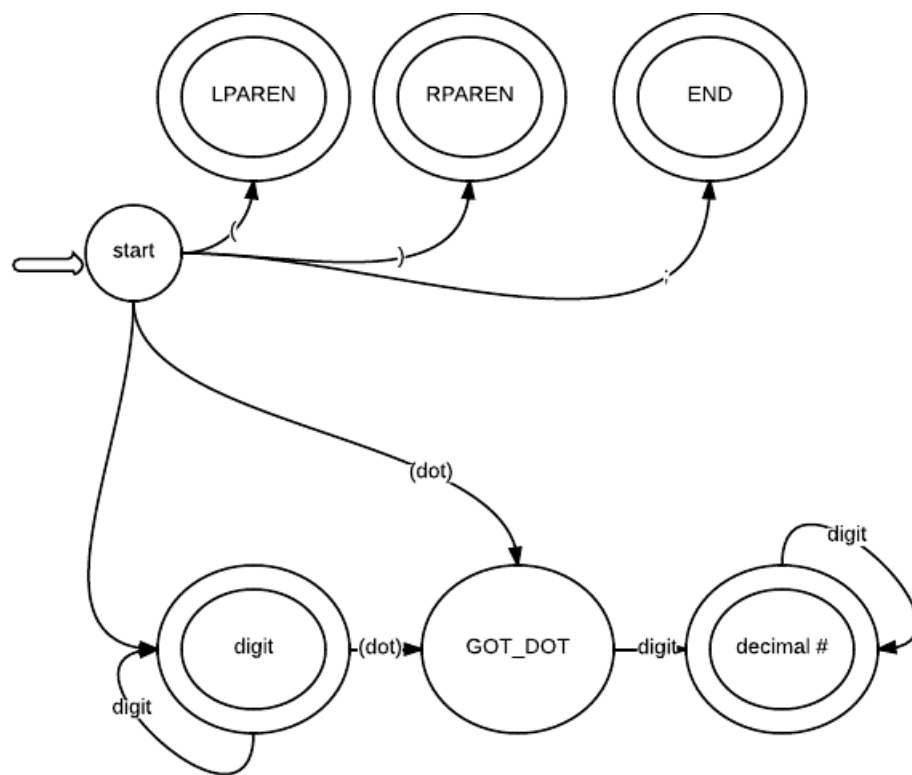 LPAREN
RPAREN
END
start
(
)
;
(dot)
digit
digit
(dot)
GOT_DOT
digit
decimal #
digit